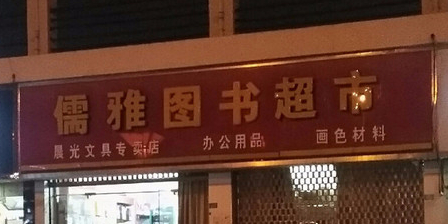 儒雅图书超市
晨光文具专卖店 办公用品 画色材料